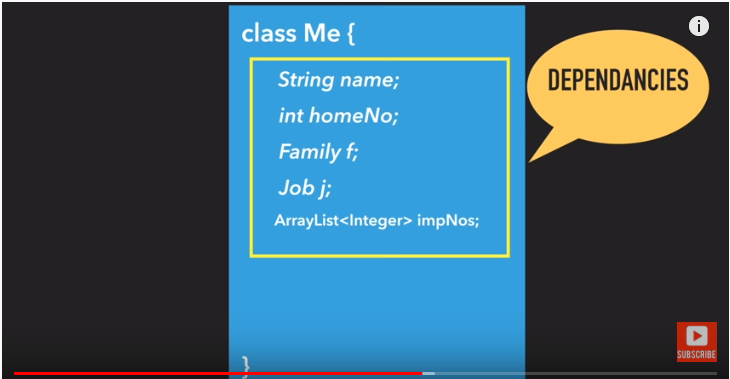 class Me {
String name;
int homeNo;
Family f;
Job j;
ArrayList<Integer> impNos;
}
DEPENDANCIES
i
SUBSCRIBE